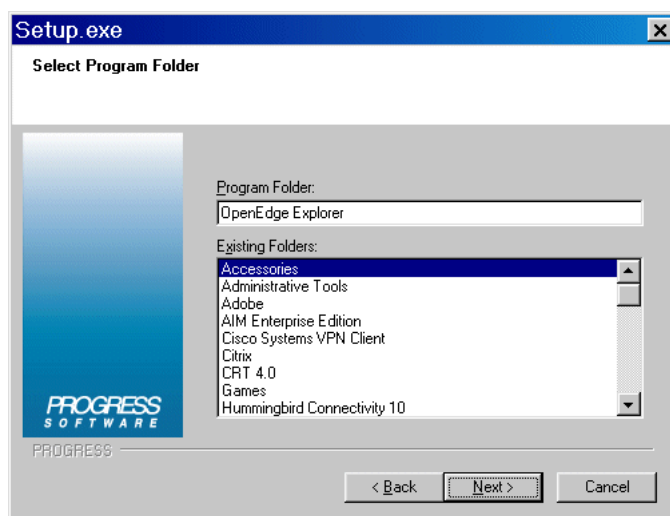 Setup.exe
Select Program Folder
Program Folder:
OpenEdge Explorer
Existing Folders:
Accessories
Administrative Tools
Adobe
AIM Enterprise Edition
Cisco Systems VPN Client
Citrix
CRT 4.0
Games
Hummingbird Connectivity 10
PROGRESS
SOFTWARE
PROGRESS
< Back
Next >
Cancel